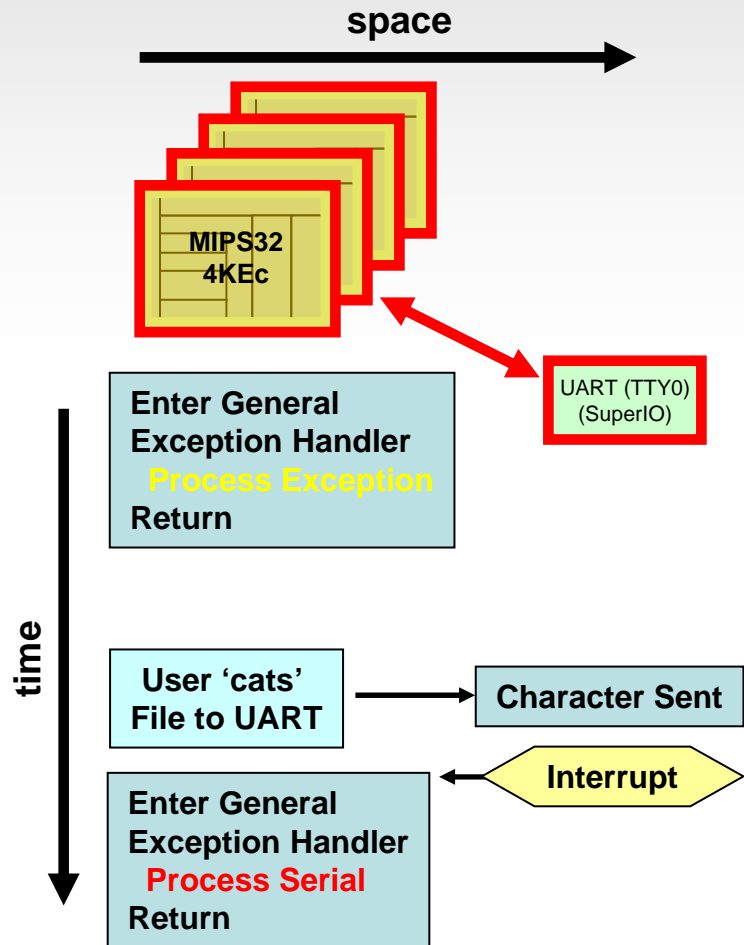 space
MIPS32
4KEc
UART (TTY0)
(SuperIO)
Enter General
Exception Handler
Process Exception
Return
time
User ‘cats’
File to UART
Character Sent
Interrupt
Enter General
Exception Handler
Process Serial
Return